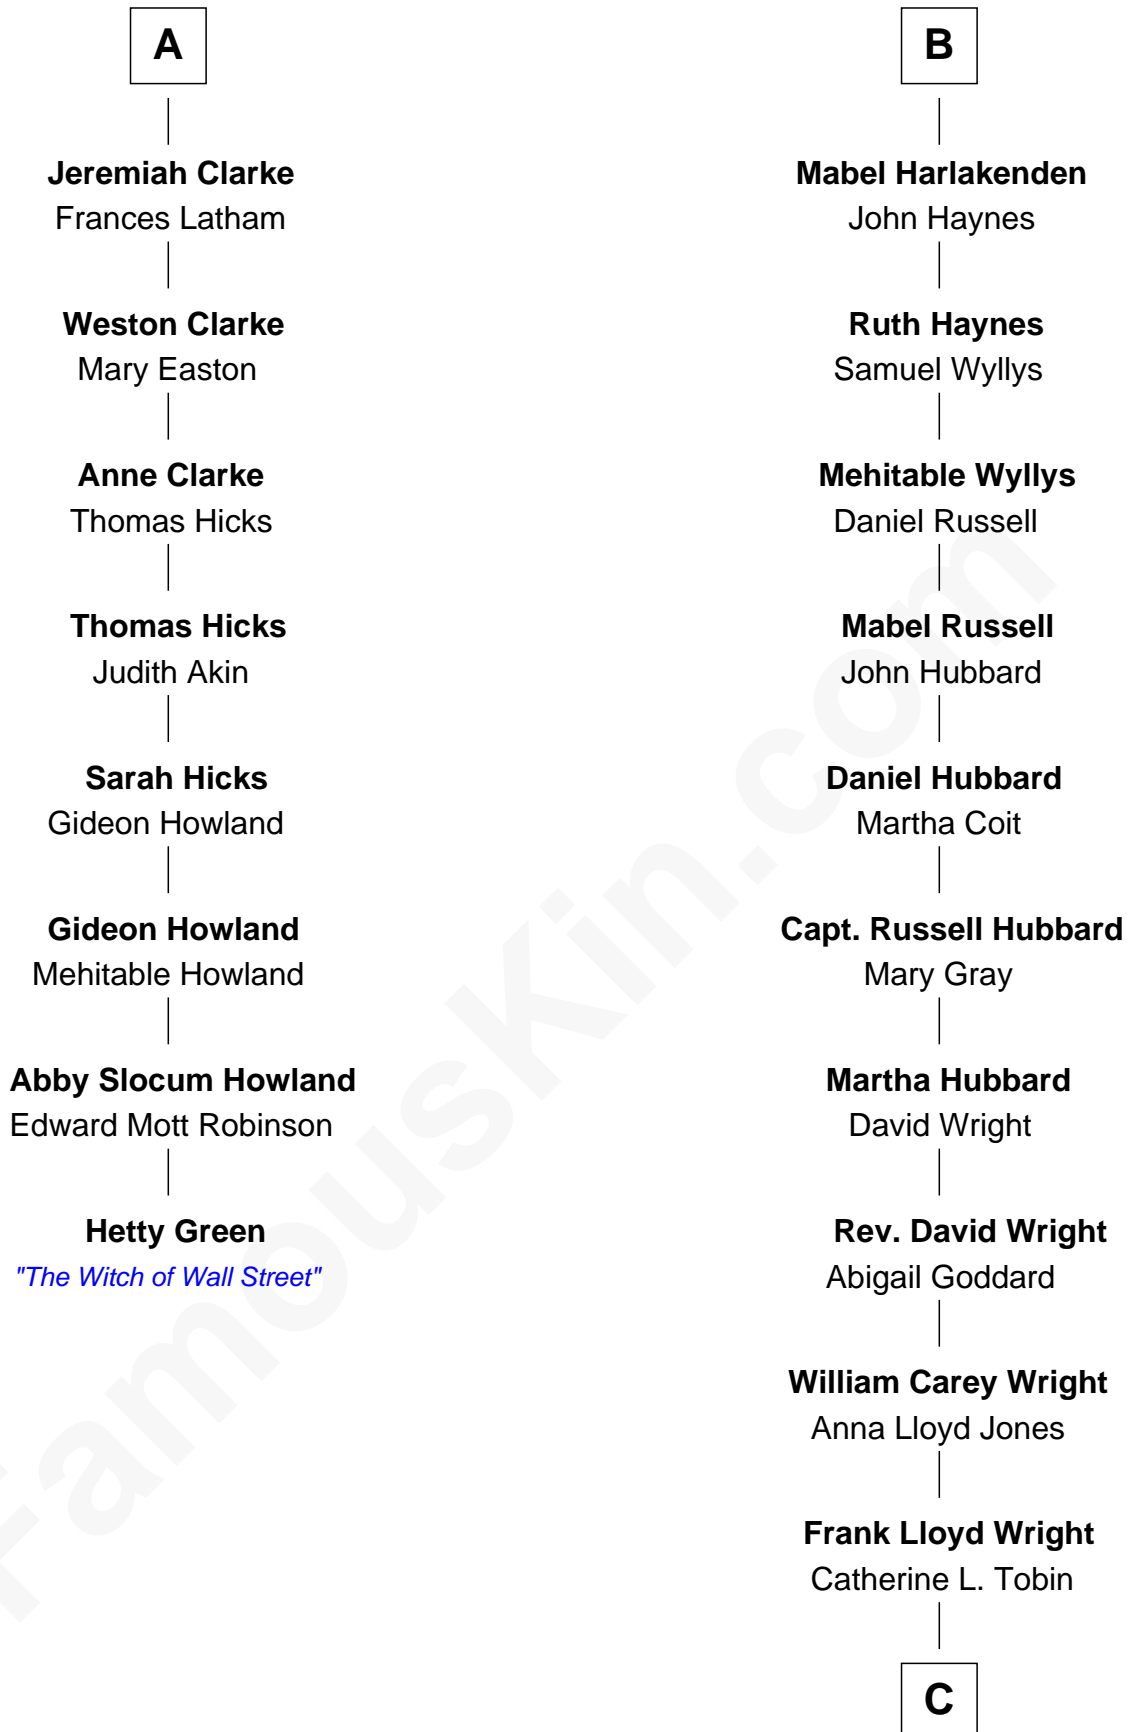 A
Jeremiah Clarke
Frances Latham
Weston Clarke
Mary Easton
Anne Clarke
Thomas Hicks
Thomas Hicks
Judith Akin
Sarah Hicks
Gideon Howland
Gideon Howland
Mehitable Howland
Abby Slocum Howland
Edward Mott Robinson
Hetty Green
"The Witch of Wall Street"
B
Mabel Harlakenden
John Haynes
Ruth Haynes
Samuel Wyllys
Mehitable Wyllys
Daniel Russell
Mabel Russell
John Hubbard
Daniel Hubbard
Martha Coit
Capt. Russell Hubbard
Mary Gray
Martha Hubbard
David Wright
Rev. David Wright
Abigail Goddard
William Carey Wright
Anna Lloyd Jones
Frank Lloyd Wright
Catherine L. Tobin
C
FamousKin.com